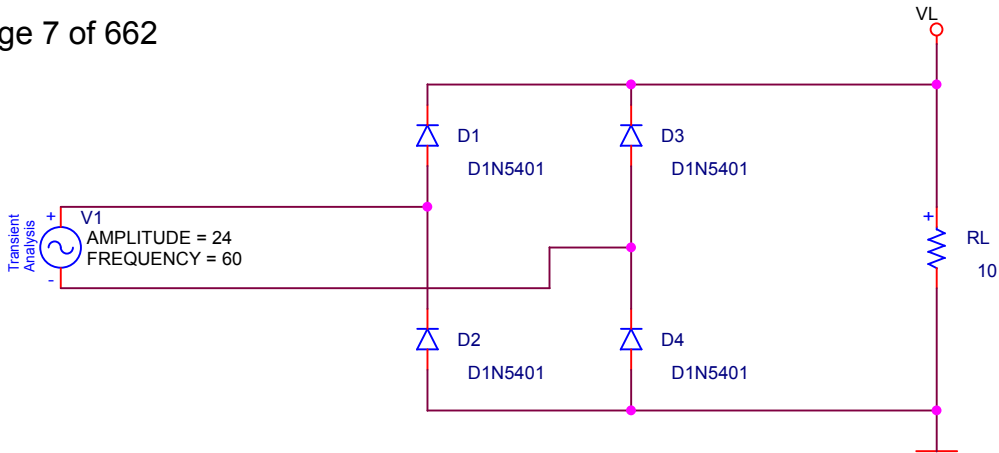 ge 7 of 662
VL
D1
D3
D1N5401
D1N5401
Transient
Analysis
+
V1
AMPLITUDE = 24
FREQUENCY = 60
-
+
RL
10
D2
D4
D1N5401
D1N5401